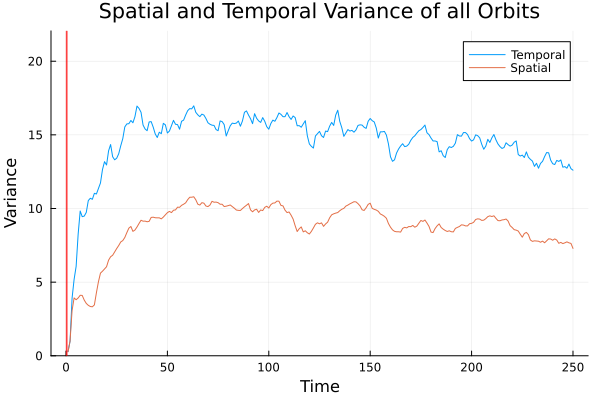 Spatial and Temporal Variance of all Orbits
Variance
20
15
10
5
0
Temporal
Spatial
0 50 100 150 200 250
Time